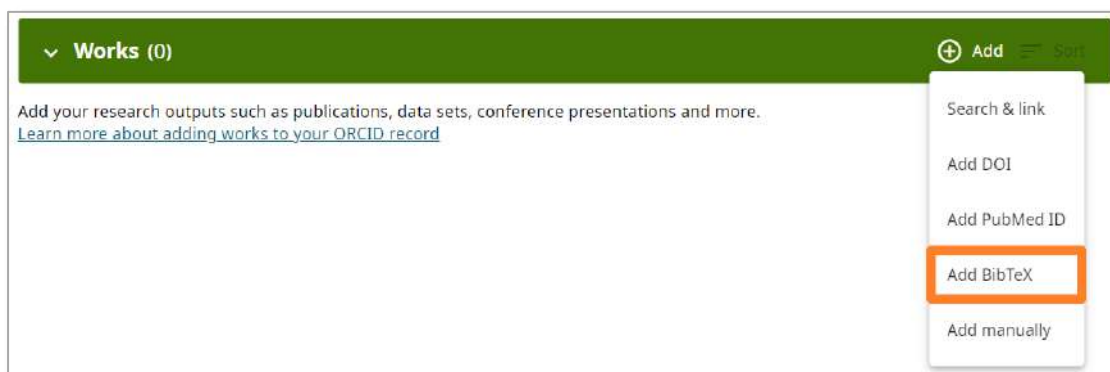 Works (0)
Add Sort
Add your research outputs such as publications, data sets, conference presentations and more.
Learn more about adding works to your ORCID record
Search & link
Add DOI
Add PubMed ID
Add BibTeX
Add manually